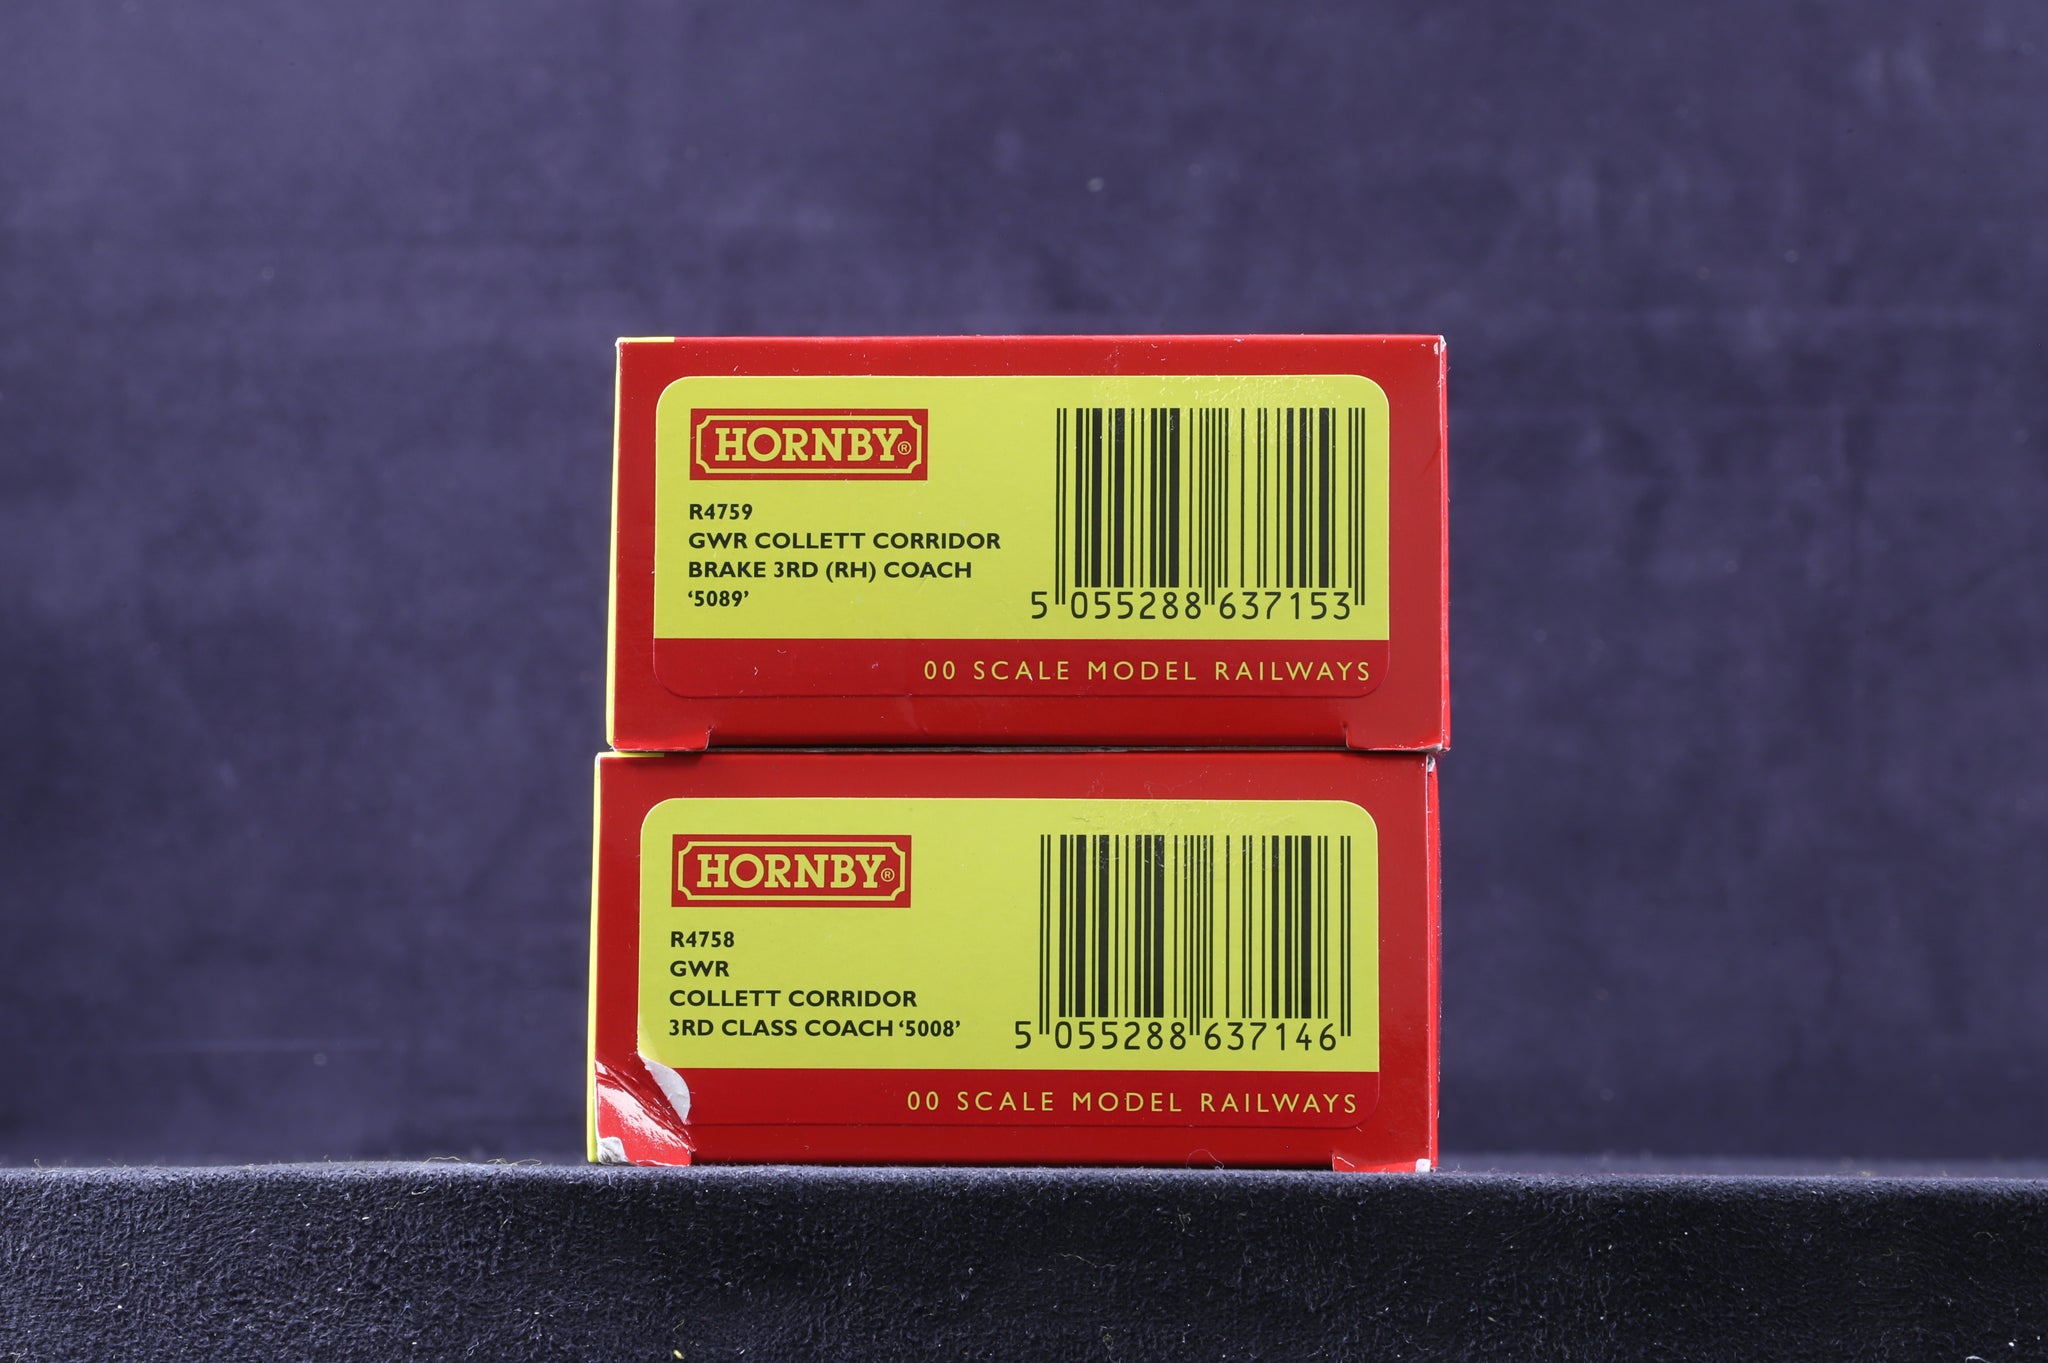 HORNBY®
R4759
GWR COLLETT CORRIDOR
BRAKE 3RD (RH) COACH
‘5089’
5 055288 637153
00 SCALE MODEL RAILWAYS
HORNBY®
R4758
GWR
COLLETT CORRIDOR
3RD CLASS COACH ‘5008’
5 055288 637146
00 SCALE MODEL RAILWAYS